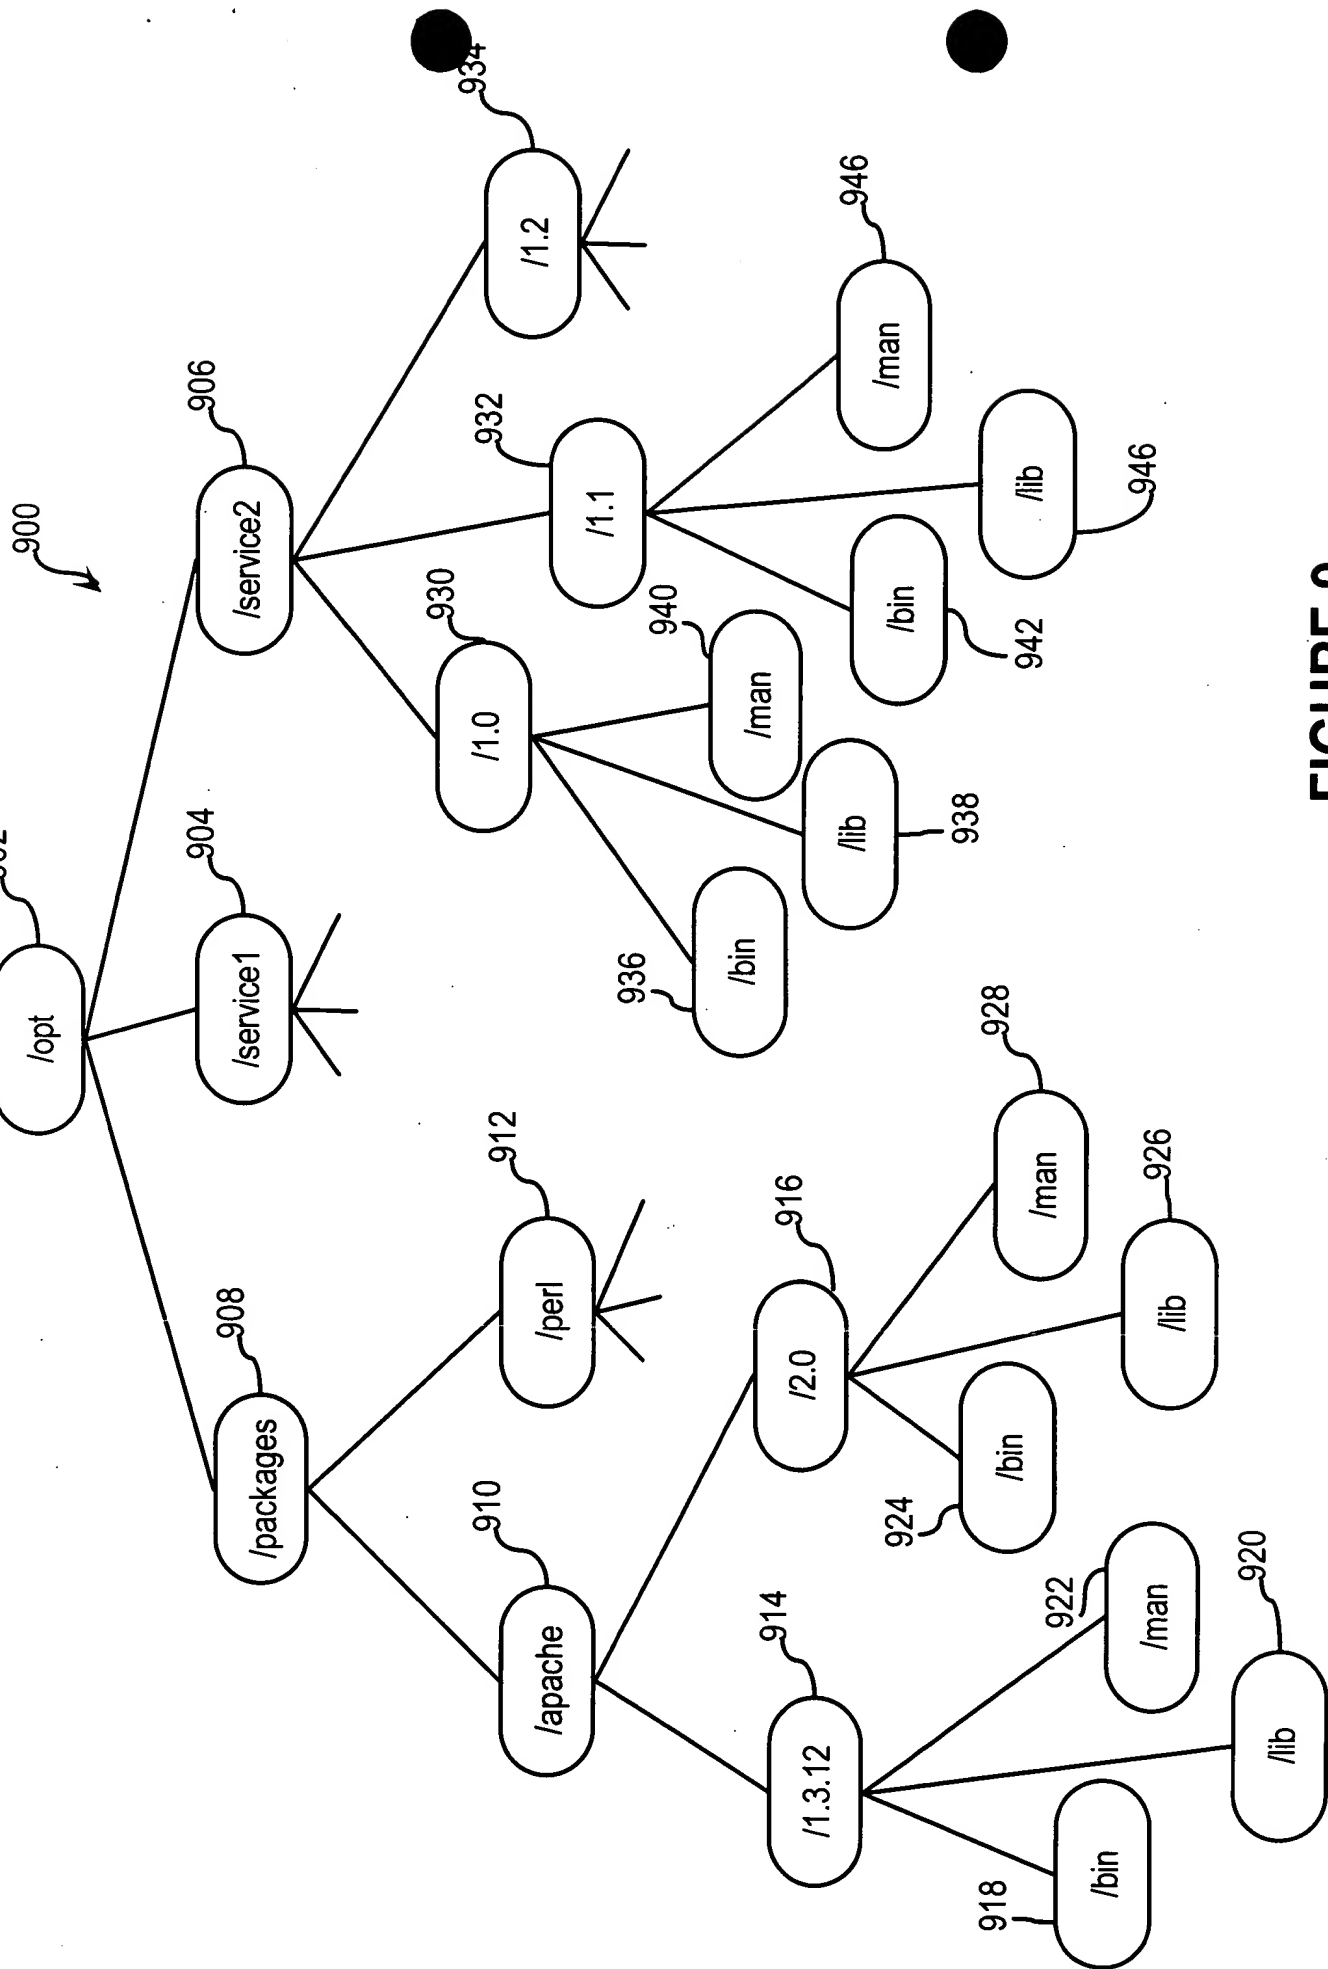 900
/opt
/packages
908
/service1
904
/service2
906
/apache
910
/perl
912
/1.0
930
/1.1
932
/1.2
934
/1.3.12
914
/2.0
916
/bin
936
/lib
938
/man
940
/bin
942
/lib
946
/man
946
/bin
918
/lib
920
/man
922
/bin
924
/lib
926
/man
928
FIGURE